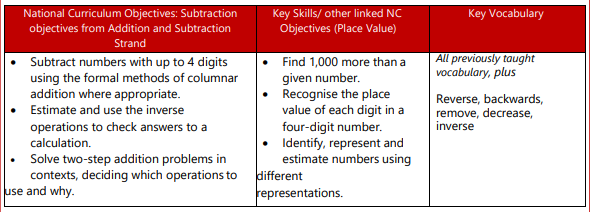 National Curriculum Objectives: Subtraction
objectives from Addition and Subtraction
Strand
• Subtract numbers with up to 4 digits
using the formal methods of columnar
addition where appropriate.
• Estimate and use the inverse
operations to check answers to a
calculation.
• Solve two-step addition problems in
contexts, deciding which operations to
use and why.
Key Skills/ other linked NC
Objectives (Place Value)
• Find 1,000 more than a
given number.
• Recognise the place
value of each digit in a
four-digit number.
• Identify, represent and
estimate numbers using
different
representations.
Key Vocabulary
All previously taught
vocabulary, plus
Reverse, backwards,
remove, decrease,
inverse